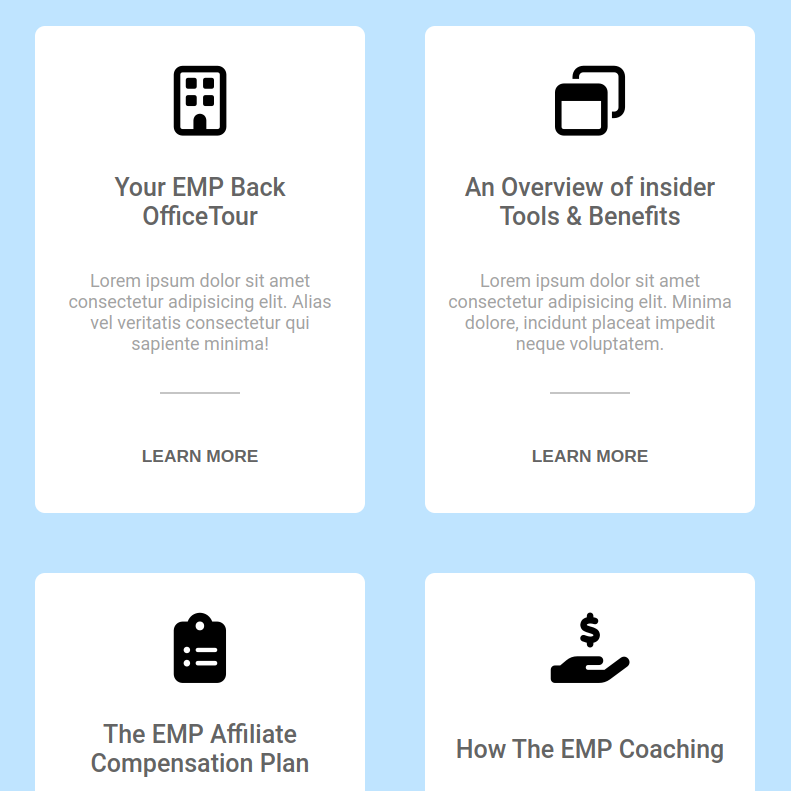 Your EMP Back
OfficeTour
Lorem ipsum dolor sit amet
consectetur adipisicing elit. Alias
vel veritatis consectetur qui
sapiente minima!
LEARN MORE
An Overview of insider
Tools & Benefits
Lorem ipsum dolor sit amet
consectetur adipisicing elit. Minima
dolore, incidunt placeat impedit
neque voluptatem.
LEARN MORE
The EMP Affiliate
Compensation Plan
$
How The EMP Coaching